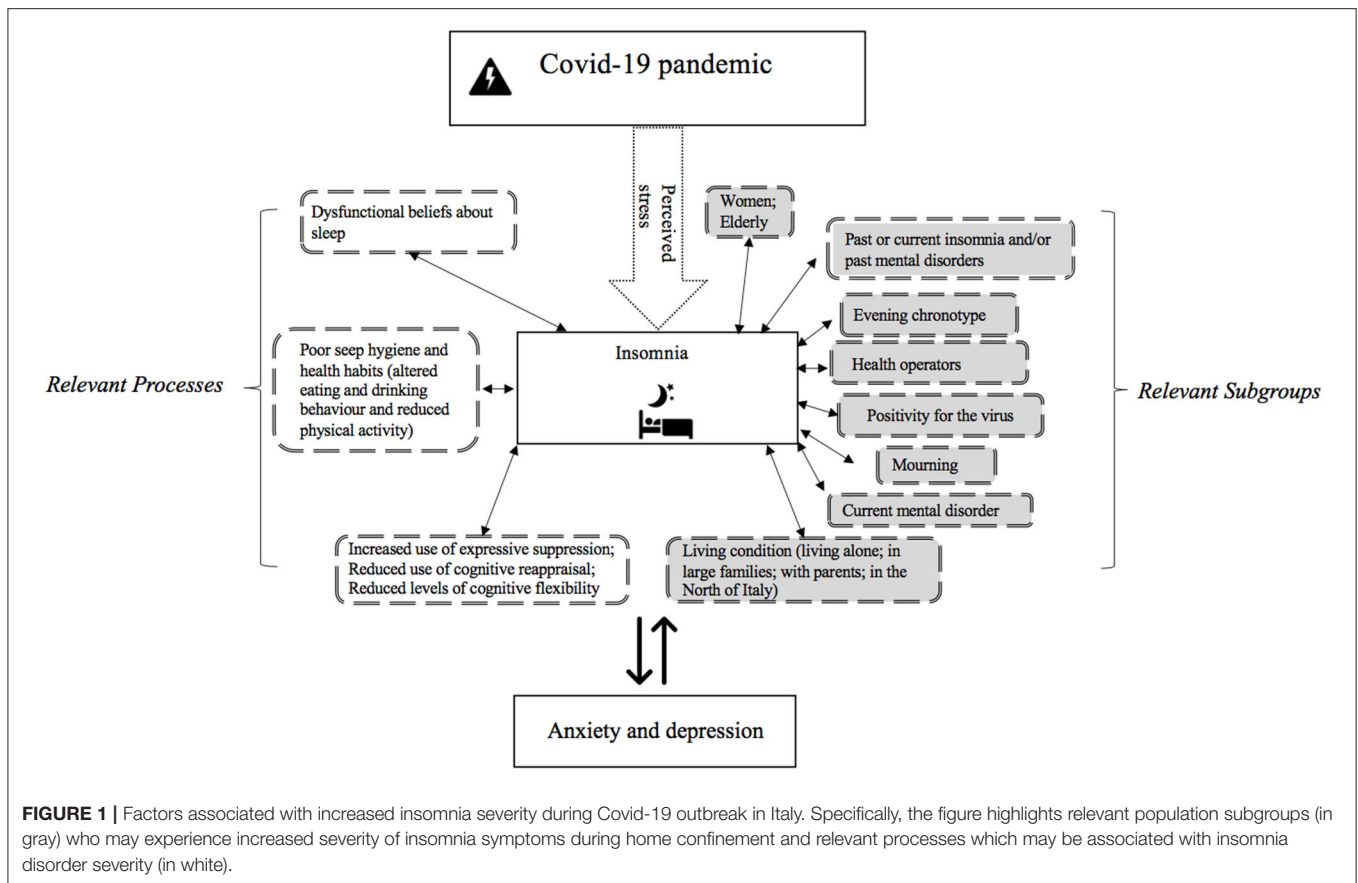 Covid-19 pandemic
Perceived
stress
Dysfunctional beliefs about
sleep
Women;
Elderly
Past or current insomnia and/or
past mental disorders
Evening chronotype
Poor seep hygiene and
health habits (altered
eating and drinking
behaviour and reduced
physical activity)
Insomnia
Health operators
Relevant Processes
Relevant Subgroups
Positivity for the virus
Mourning
Current mental disorder
Increased use of expressive suppression;
Reduced use of cognitive reappraisal;
Reduced levels of cognitive flexibility
Living condition (living alone; in
large families; with parents; in the
North of Italy)
Anxiety and depression
FIGURE 1 | Factors associated with increased insomnia severity during Covid-19 outbreak in Italy. Specifically, the figure highlights relevant population subgroups (in
gray) who may experience increased severity of insomnia symptoms during home confinement and relevant processes which may be associated with insomnia
disorder severity (in white).